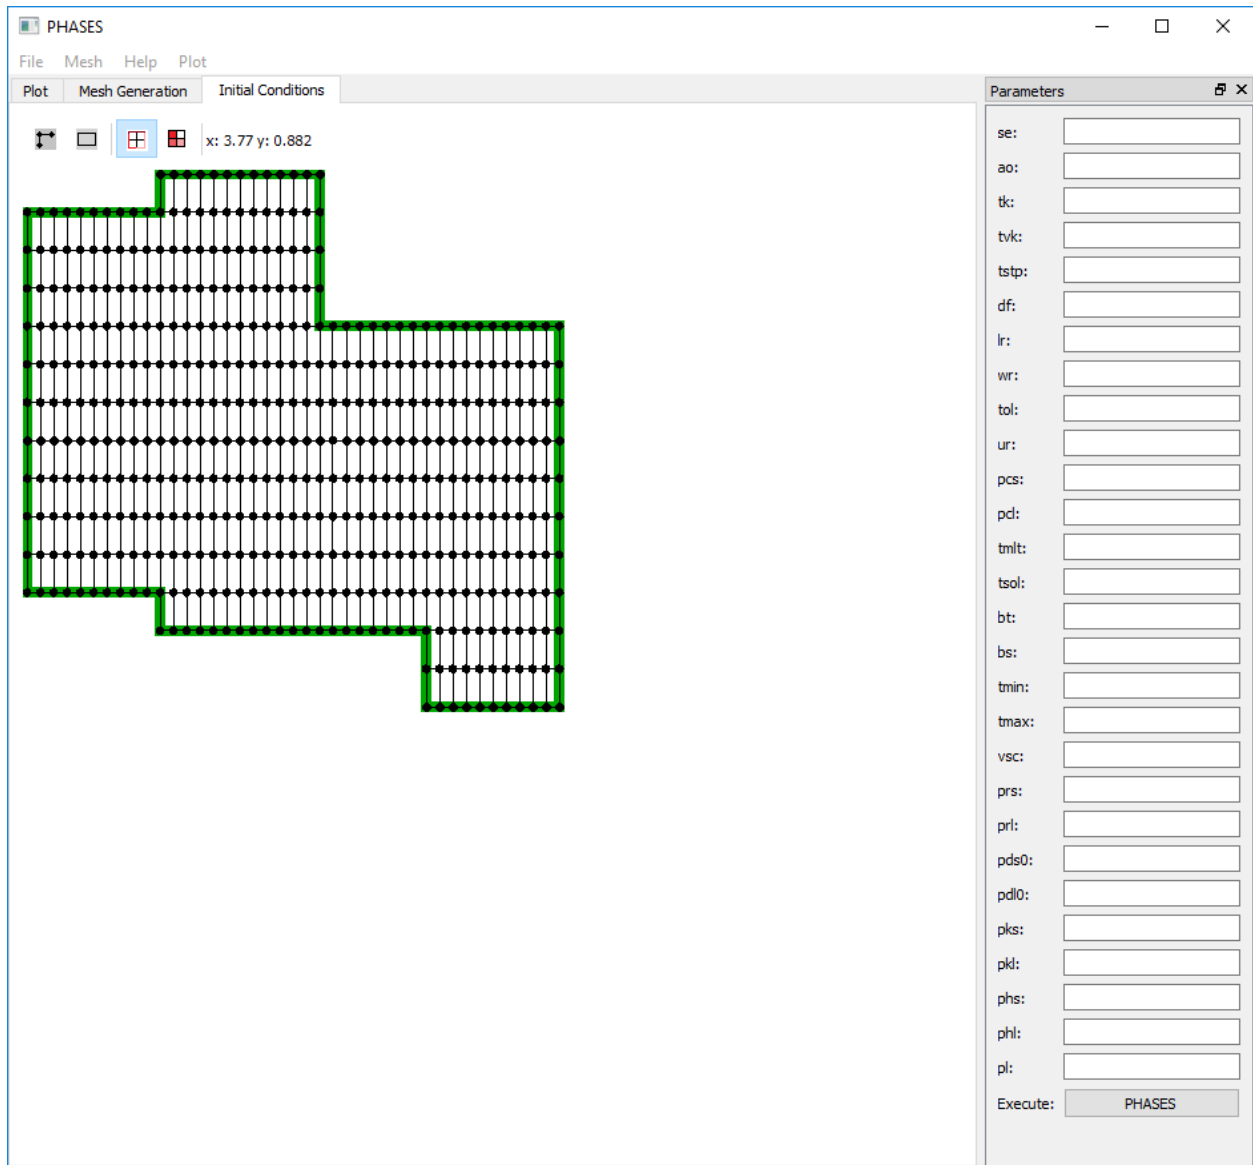 PHASES
File Mesh Help Plot
Plot Mesh Generation Initial Conditions
x: 3.77 y: 0.882
Parameters
se:
ao:
tk:
tvk:
tstp:
df:
lr:
wr:
tol:
ur:
pcs:
pcl:
tmlt:
tsol:
bt:
bs:
tmin:
tmax:
vsc:
prs:
prl:
pds0:
pdl0:
pks:
pkl:
phs:
phl:
pl:
Execute: PHASES